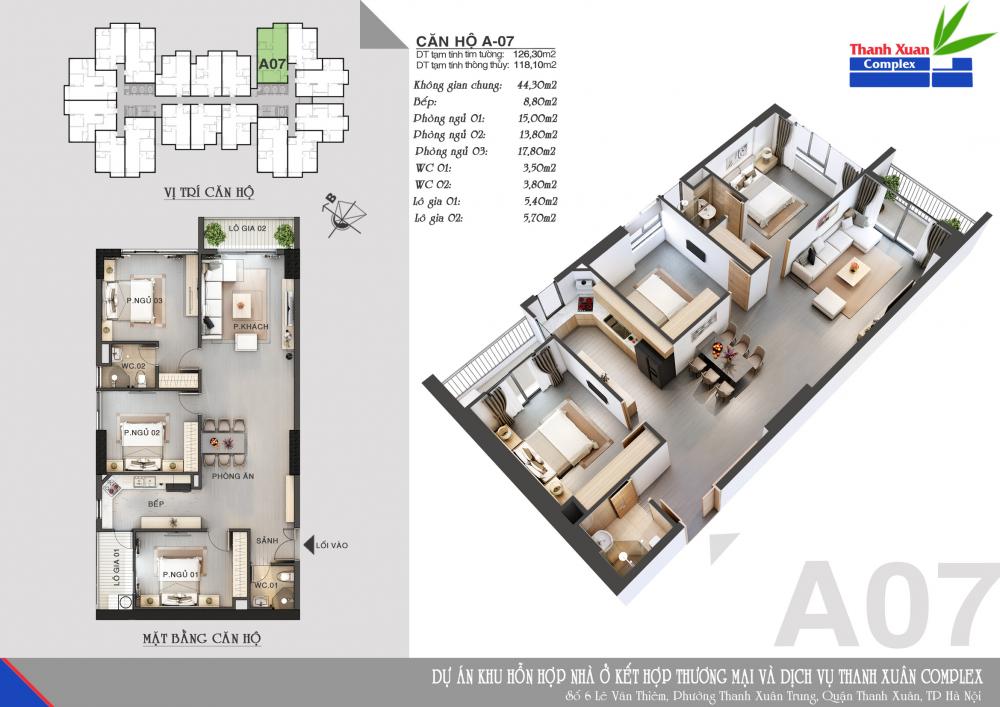 A07
VỊ TRÍ CĂN HỘ
B
LÔ GIA 02
P.NGỦ 03
P.KHÁCH
WC.02
P.NGỦ 02
PHÒNG ĂN
BẾP
SẢNH
LỐI VÀO
LÔ GIA 01
P.NGỦ 01
WC.01
MẶT BẰNG CĂN HỘ
CĂN HỘ A-07
DT tạm tính tim tường: 126,30m2
DT tạm tính thông thủy: 118,10m2
Không gian chung: 44,30m2
Bếp: 8,80m2
Phòng ngủ 01: 15,00m2
Phòng ngủ 02: 13,80m2
Phòng ngủ 03: 17,80m2
WC 01: 3,50m2
WC 02: 3,80m2
Lô gia 01: 5,40m2
Lô gia 02: 5,70m2
Thanh Xuan
Complex
A07
DỰ ÁN KHU HỖN HỢP NHÀ Ở KẾT HỢP THƯƠNG MẠI VÀ DỊCH VỤ THANH XUÂN COMPLEX
Số 6 Lê Văn Thiêm, Phường Thanh Xuân Trung, Quận Thanh Xuân, TP Hà Nội